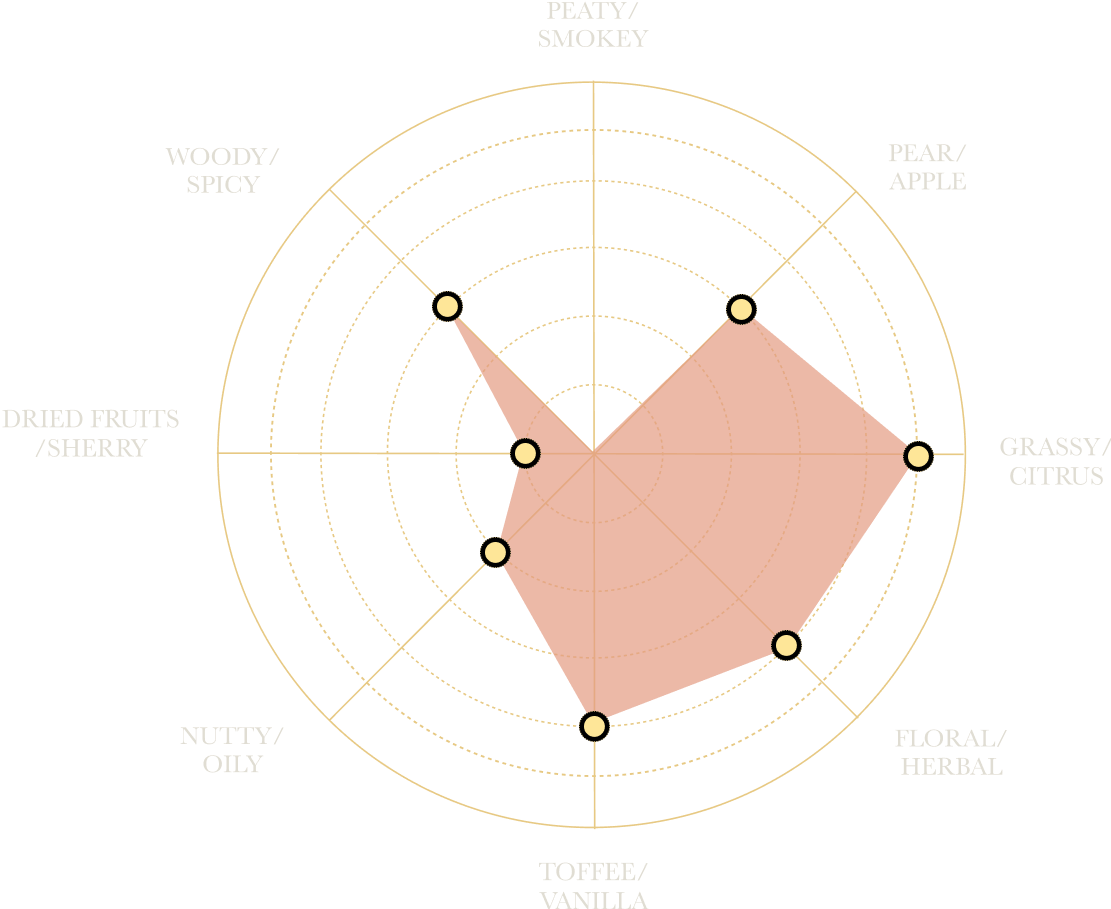 PEATY/
SMOKEY
PEAR/
APPLE
WOODY/
SPICY
DRIED FRUITS
/SHERRY
GRASSY/
CITRUS
NUTTY/
OILY
FLORAL/
HERBAL
TOFFEE/
VANILLA